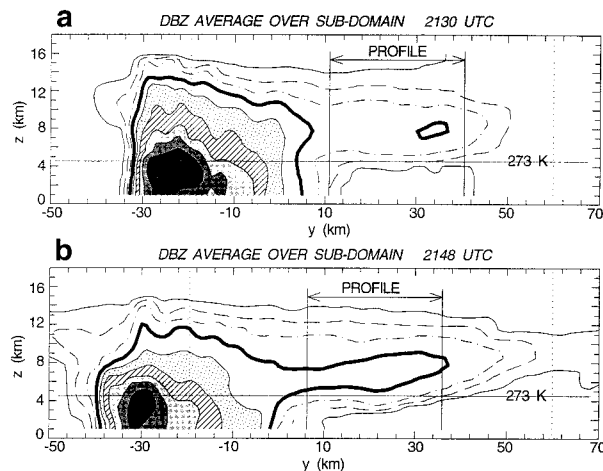 a
DBZ AVERAGE OVER SUB-DOMAIN 2130 UTC
PROFILE
16
12
8
4
0
z (km)
273 K
-50 -30 -10 10 30 50 70
y (km)
b
DBZ AVERAGE OVER SUB-DOMAIN 2148 UTC
PROFILE
16
12
8
4
0
z (km)
273 K
-50 -30 -10 10 30 50 70
y (km)